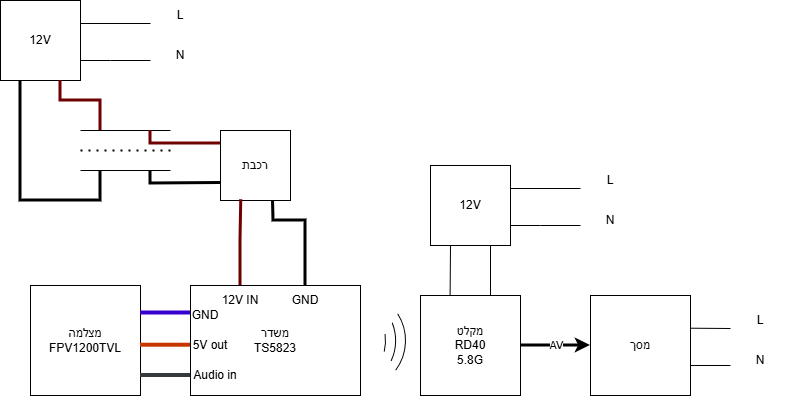 L
12V
N
רכבת
L
12V
N
12V IN
GND
GND
מצלמה
FPV1200TVL
משדר
TS5823
5V out
Audio in
מקלט
RD40
5.8G
AV
מסך
L
N